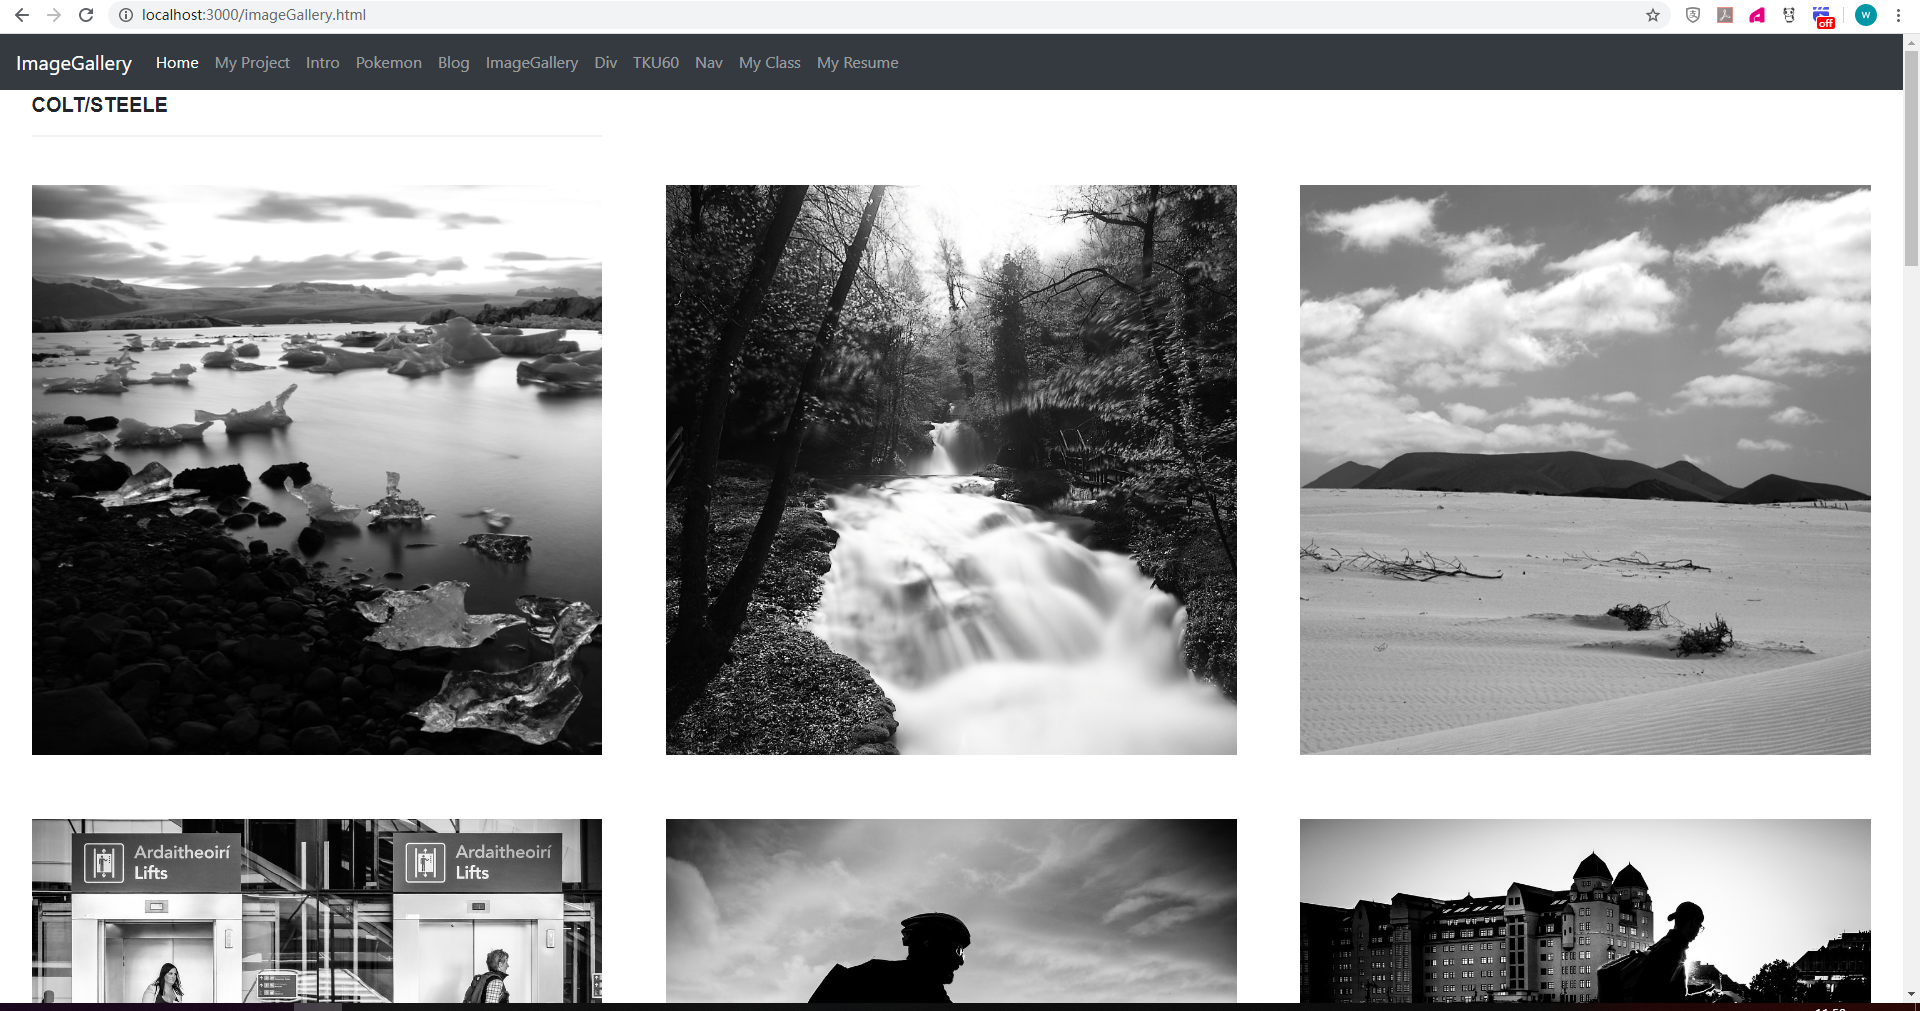 localhost:3000/imageGallery.html
off
W
ImageGallery Home My Project Intro Pokemon Blog ImageGallery Div TKU60 Nav My Class My Resume
COLT/STEELE
Ardaitheoirí
Lifts
Ardaitheoirí
Lifts